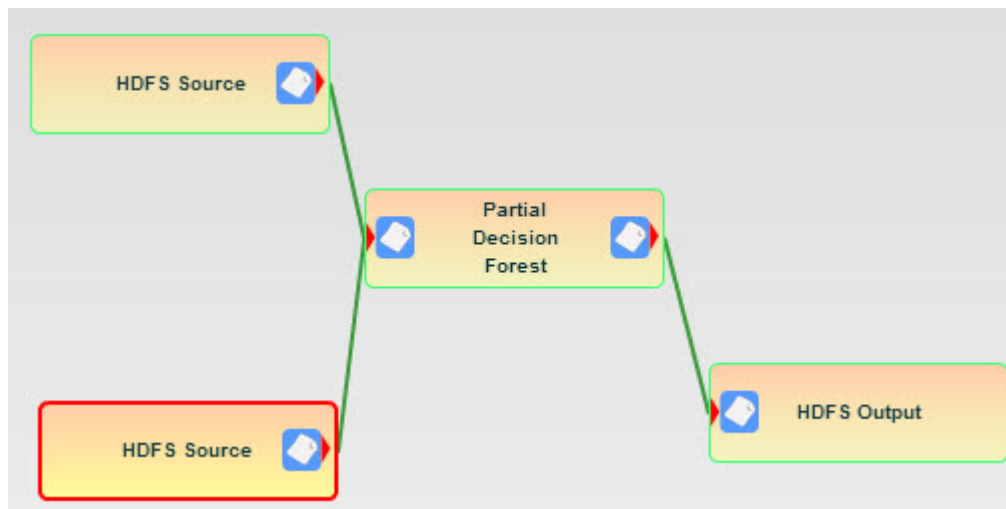 HDFS Source
Partial
Decision
Forest
HDFS Source
HDFS Output